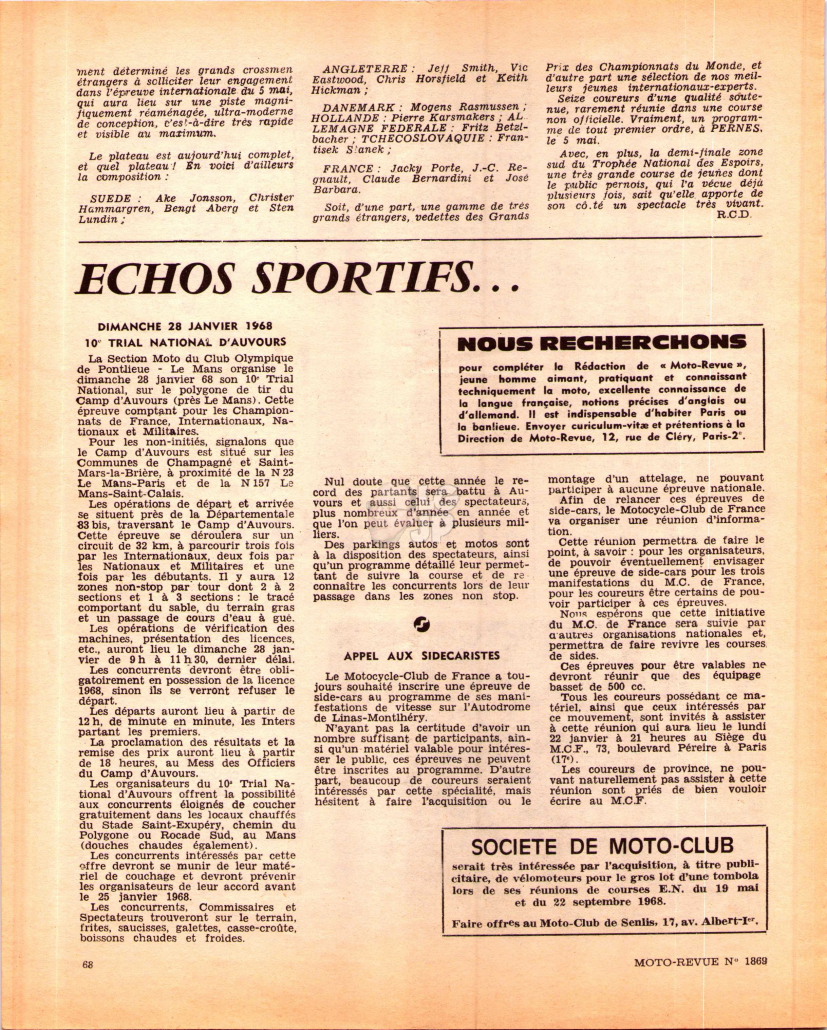 ment déterminé les grands crossmen
étrangers à solliciter leur engagement
dans l'épreuve internationale du 5 mai,
qui aura lieu sur une piste magni-
fiquement réaménagée, ultra-moderne
de conception, c'est-à-dire très rapide
et visible au maximum.
Le plateau est aujourd'hui complet,
et quel plateau ! En voici d'ailleurs
la composition :
SUEDE : Ake Jonsson, Christer
Hammargren, Bengt Aberg et Sten
Lundin ;
ANGLETERRE : Jeff Smith, Vic
Eastwood, Chris Horsfield et Keith
Hickman ;
DANEMARK : Mogens Rasmussen ;
HOLLANDE : Pierre Karsmakers ; AL
LEMAGNE FEDERALE : Fritz Betzl-
bacher ; TCHECOSLOVAQUIE : Fran-
tisek Stanek ;
FRANCE : Jacky Porte, J.-C. Re-
gnault, Claude Bernardini et José
Barbara.
Soit, d'une part, une gamme de très
grands étrangers, vedettes des Grands
Prix des Championnats du Monde, et
d'autre part une sélection de nos meil-
leurs jeunes internationaux-experts.
Seize coureurs d'une qualité soute-
nue, rarement réunie dans une course
non officielle. Vraiment, un program-
me de tout premier ordre, à PERNES,
le 5 mai.
Avec, en plus, la demi-finale zone
sud du Trophée National des Espoirs,
une très grande course de jeunes dont
le public pernois, qui l'a vécue déjà
plusieurs fois, sait qu'elle apporte de
son cô.té un spectacle très vivant.
R.C.D.
ECHOS SPORTIFS...
DIMANCHE 28 JANVIER 1968
10e TRIAL NATIONAL D'AUVOURS
La Section Moto du Club Olympique
de Pontlieue - Le Mans organise le
dimanche 28 janvier 68 son 10e Trial
National, sur le polygone de tir du
Camp d'Auvours (près Le Mans). Cette
épreuve comptant pour les Champion-
nats de France, Internationaux, Na-
tionaux et Militaires.
Pour les non-initiés, signalons que
le Camp d'Auvours est situé sur les
Communes de Champagné et Saint-
Mars-la-Brière, à proximité de la N 23
Le Mans-Paris et de la N 157 Le
Mans-Saint-Calais.
Les opérations de départ et arrivée
se situent près de la Départementale
83 bis, traversant le Camp d'Auvours.
Cette épreuve se déroulera sur un
circuit de 32 km, à parcourir trois fois
par les Internationaux, deux fois par
les Nationaux et Militaires et une
fois par les débutants. Il y aura 12
zones non-stop par tour dont 2 à 2
sections et 1 à 3 sections : le tracé
comportant du sable, du terrain gras
et un passage de cours d'eau à gué.
Les opérations de vérification des
machines, présentation des licences,
etc., auront lieu le dimanche 28 jan-
vier de 9 h à 11 h 30, dernier délai.
Les concurrents devront être obli-
gatoirement en possession de la licence
1968, sinon ils se verront refuser le
départ.
Les départs auront lieu à partir de
12 h, de minute en minute, les Inters
partant les premiers.
La proclamation des résultats et la
remise des prix auront lieu à partir
de 18 heures, au Mess des Officiers
du Camp d'Auvours.
Les organisateurs du 10e Trial Na-
tional d'Auvours offrent la possibilité
aux concurrents éloignés de coucher
gratuitement dans les locaux chauffés
du Stade Saint-Exupéry, chemin du
Polygone ou Rocade Sud, au Mans
(douches chaudes également).
Les concurrents intéressés par cette
offre devront se munir de leur maté-
riel de couchage et devront prévenir
les organisateurs de leur accord avant
le 25 janvier 1968.
Les concurrents, Commissaires et
Spectateurs trouveront sur le terrain,
frites, saucisses, galettes, casse-croûte,
boissons chaudes et froides.
NOUS RECHERCHONS
pour compléter la Rédaction de « Moto-Revue »,
jeune homme aimant, pratiquant et connaissant
techniquement la moto, excellente connaissance de
la langue française, notions précises d'anglais ou
d'allemand. Il est indispensable d'habiter Paris ou
la banlieue. Envoyer curiculum-vitæ et prétentions à la
Direction de Moto-Revue, 12, rue de Cléry, Paris-2e.
Nul doute que cette année le re-
cord des partants sera battu à Au-
vours et aussi celui des spectateurs,
plus nombreux d'année en année et
que l'on peut évaluer à plusieurs mil-
liers.
Des parkings autos et motos sont
à la disposition des spectateurs, ainsi
qu'un programme détaillé leur permet-
tant de suivre la course et de re
connaître les concurrents lors de leur
passage dans les zones non stop.
APPEL AUX SIDECARISTES
Le Motocycle-Club de France a tou-
jours souhaité inscrire une épreuve de
side-cars au programme de ses mani-
festations de vitesse sur l'Autodrome
de Linas-Montlhéry.
N'ayant pas la certitude d'avoir un
nombre suffisant de participants, ain-
si qu'un matériel valable pour intéres-
ser le public, ces épreuves ne peuvent
être inscrites au programme. D'autre
part, beaucoup de coureurs seraient
intéressés par cette spécialité, mais
hésitent à faire l'acquisition ou le
montage d'un attelage, ne pouvant
participer à aucune épreuve nationale.
Afin de relancer ces épreuves de
side-cars, le Motocycle-Club de France
va organiser une réunion d'informa-
tion.
Cette réunion permettra de faire le
point, à savoir : pour les organisateurs,
de pouvoir éventuellement envisager
une épreuve de side-cars pour les trois
manifestations du M.C. de France,
pour les coureurs être certains de pou-
voir participer à ces épreuves.
Nous espérons que cette initiative
du M.C. de France sera suivie par
d'autres organisations nationales et,
permettra de faire revivre les courses
de sides.
Ces épreuves pour être valables ne
devront réunir que des équipage
basset de 500 cc.
Tous les coureurs possédant ce ma-
tériel, ainsi que ceux intéressés par
ce mouvement, sont invités à assister
à cette réunion qui aura lieu le lundi
22 janvier à 21 heures au Siège du
M.C.F., 73, boulevard Péreire à Paris
(17e).
Les coureurs de province, ne pou-
vant naturellement pas assister à cette
réunion sont priés de bien vouloir
écrire au M.C.F.
SOCIETE DE MOTO-CLUB
serait très intéressée par l'acquisition, à titre publi-
citaire, de vélomoteurs pour le gros lot d'une tombola
lors de ses réunions de courses E.N. du 19 mai
et du 22 septembre 1968.
Faire offres au Moto-Club de Senlis, 17, av. Albert-Ier.
68
MOTO-REVUE N° 1869